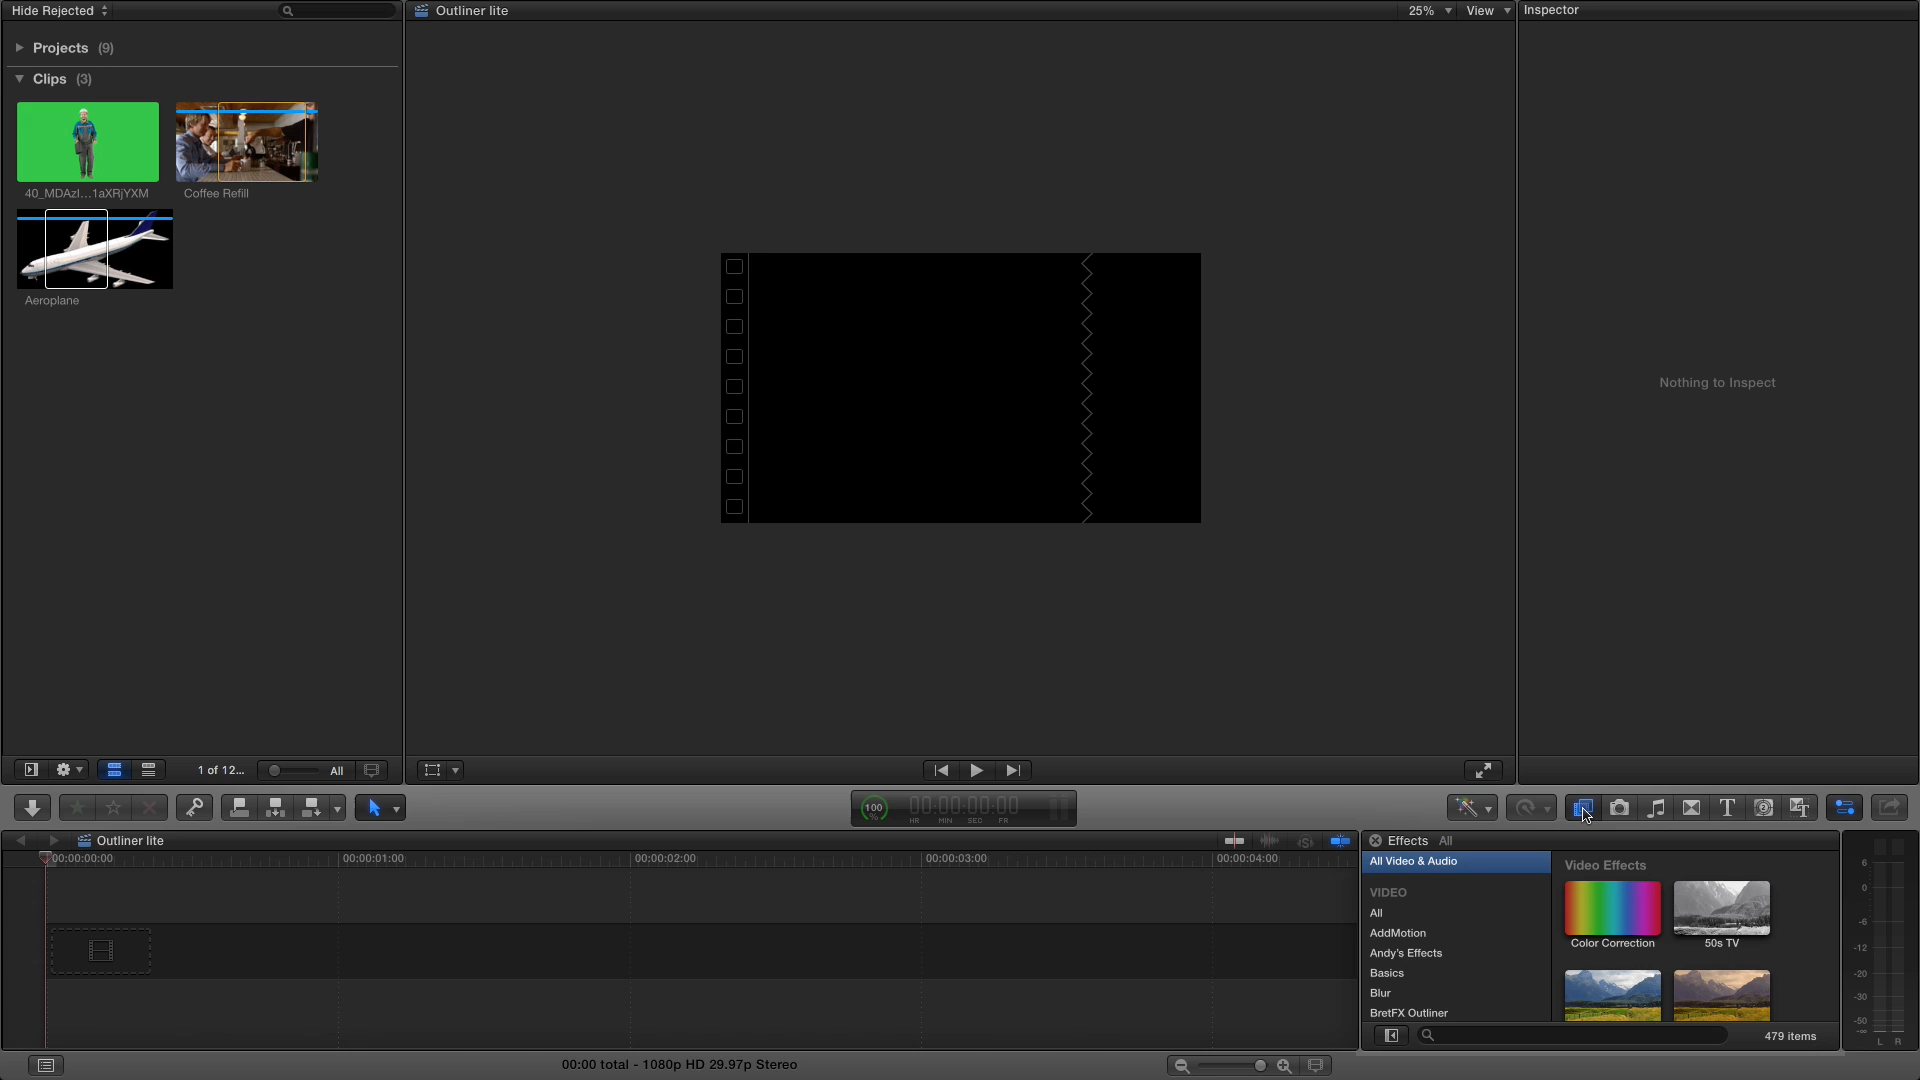 Hide Rejected
Outliner lite
25%
View
Inspector
Projects (9)
Clips (3)
40_MDAzI...1aXRjYXM
Coffee Refill
Aeroplane
Nothing to Inspect
1 of 12...
All
100
%
00:00:00:00
HR MIN SEC FR
Outliner lite
00:00:00:00
00:00:01:00
00:00:02:00
00:00:03:00
00:00:04:00
Effects All
All Video & Audio
VIDEO
All
AddMotion
Andy's Effects
Basics
Blur
BretFX Outliner
Video Effects
Color Correction
50s TV
479 items
6
0
-6
-12
-20
-30
-50
-∞
L R
00:00 total - 1080p HD 29.97p Stereo